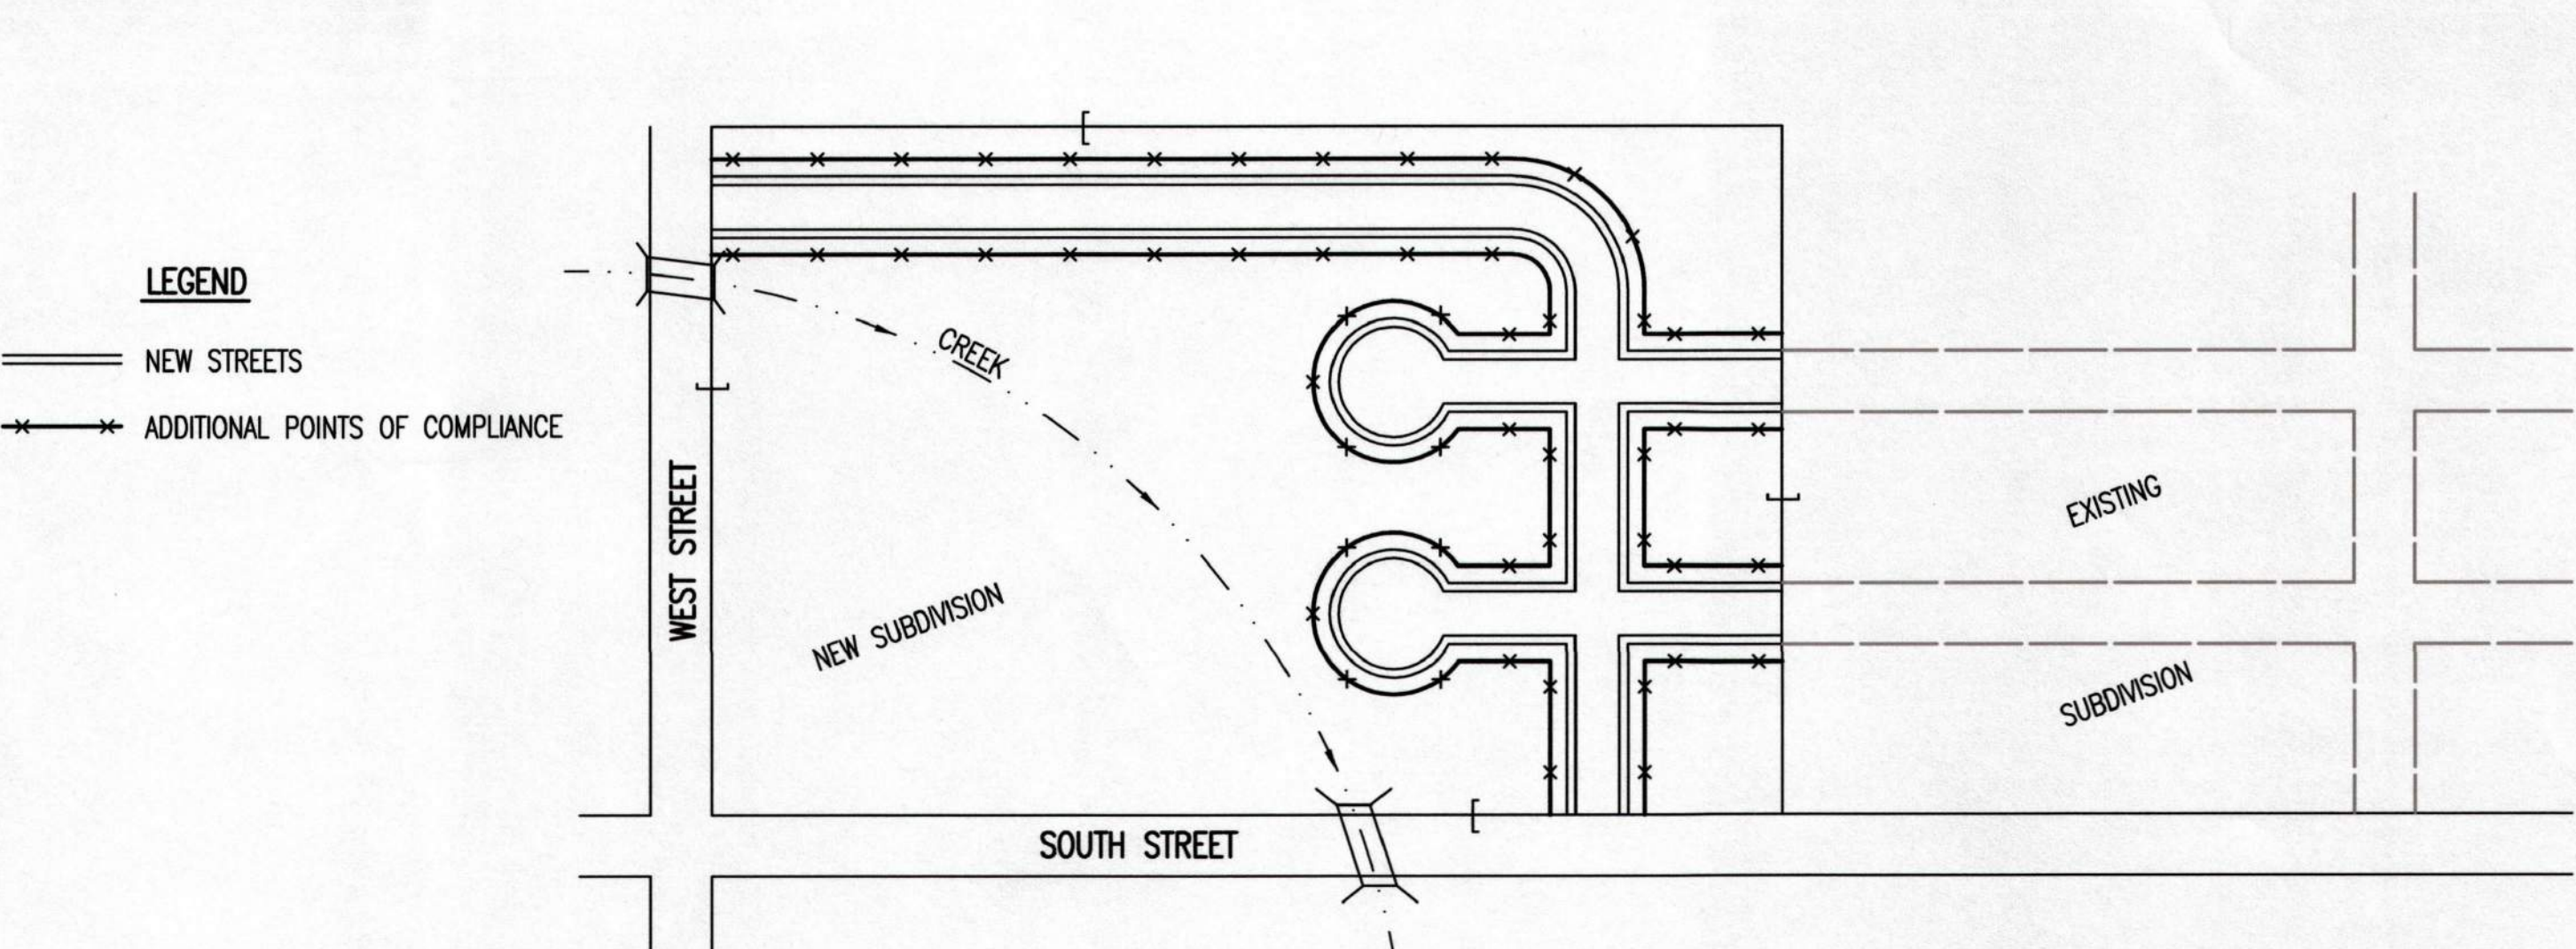 LEGEND
NEW STREETS
ADDITIONAL POINTS OF COMPLIANCE
CREEK
WEST STREET
NEW SUBDIVISION
EXISTING
SUBDIVISION
SOUTH STREET